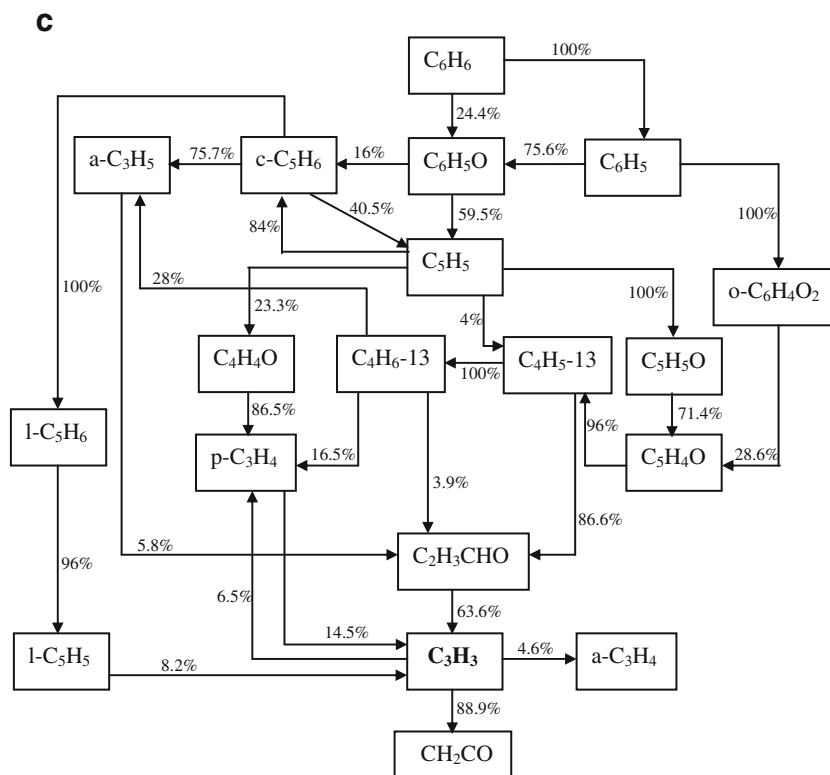 c
C₆H₆
100%
24.4%
a-C₃H₅
75.7%
c-C₅H₆
16%
C₆H₅O
75.6%
C₆H₅
40.5%
59.5%
84%
100%
C₅H₅
100%
28%
23.3%
4%
100%
o-C₆H₄O₂
C₄H₄O
C₄H₆-13
100%
C₄H₅-13
C₅H₅O
86.5%
96%
71.4%
l-C₅H₆
p-C₃H₄
16.5%
C₅H₄O
28.6%
3.9%
86.6%
5.8%
C₂H₃CHO
96%
6.5%
63.6%
14.5%
l-C₅H₅
8.2%
C₃H₃
4.6%
a-C₃H₄
88.9%
CH₂CO